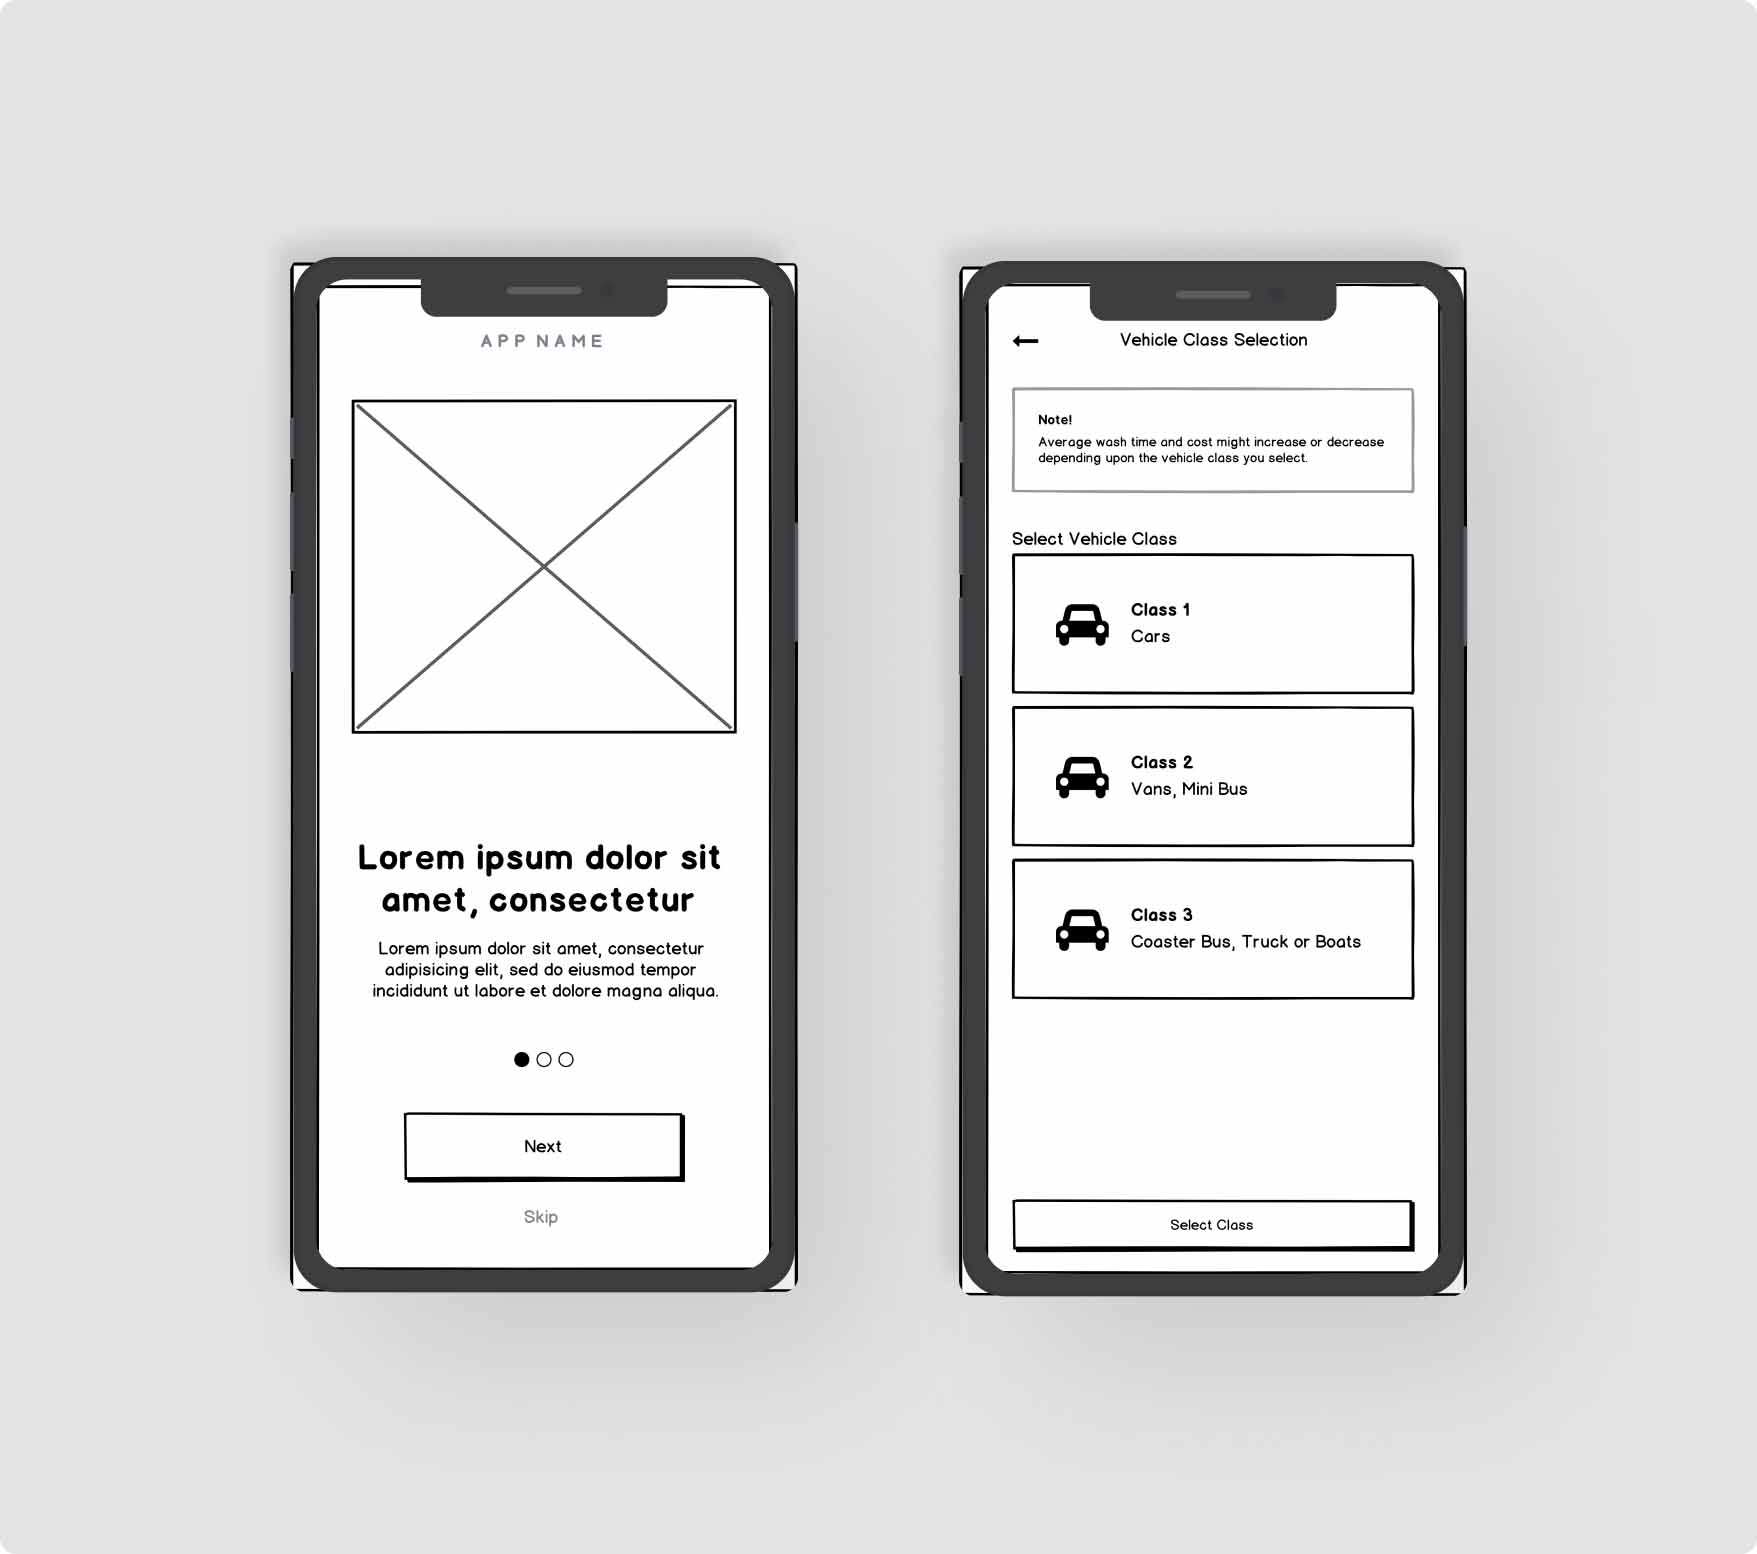 APP NAME
Lorem ipsum dolor sit
amet, consectetur
Lorem ipsum dolor sit amet, consectetur
adipisicing elit, sed do eiusmod tempor
incididunt ut labore et dolore magna aliqua.
Next
Skip
Vehicle Class Selection
Note!
Average wash time and cost might increase or decrease
depending upon the vehicle class you select.
Select Vehicle Class
Class 1
Cars
Class 2
Vans, Mini Bus
Class 3
Coaster Bus, Truck or Boats
Select Class